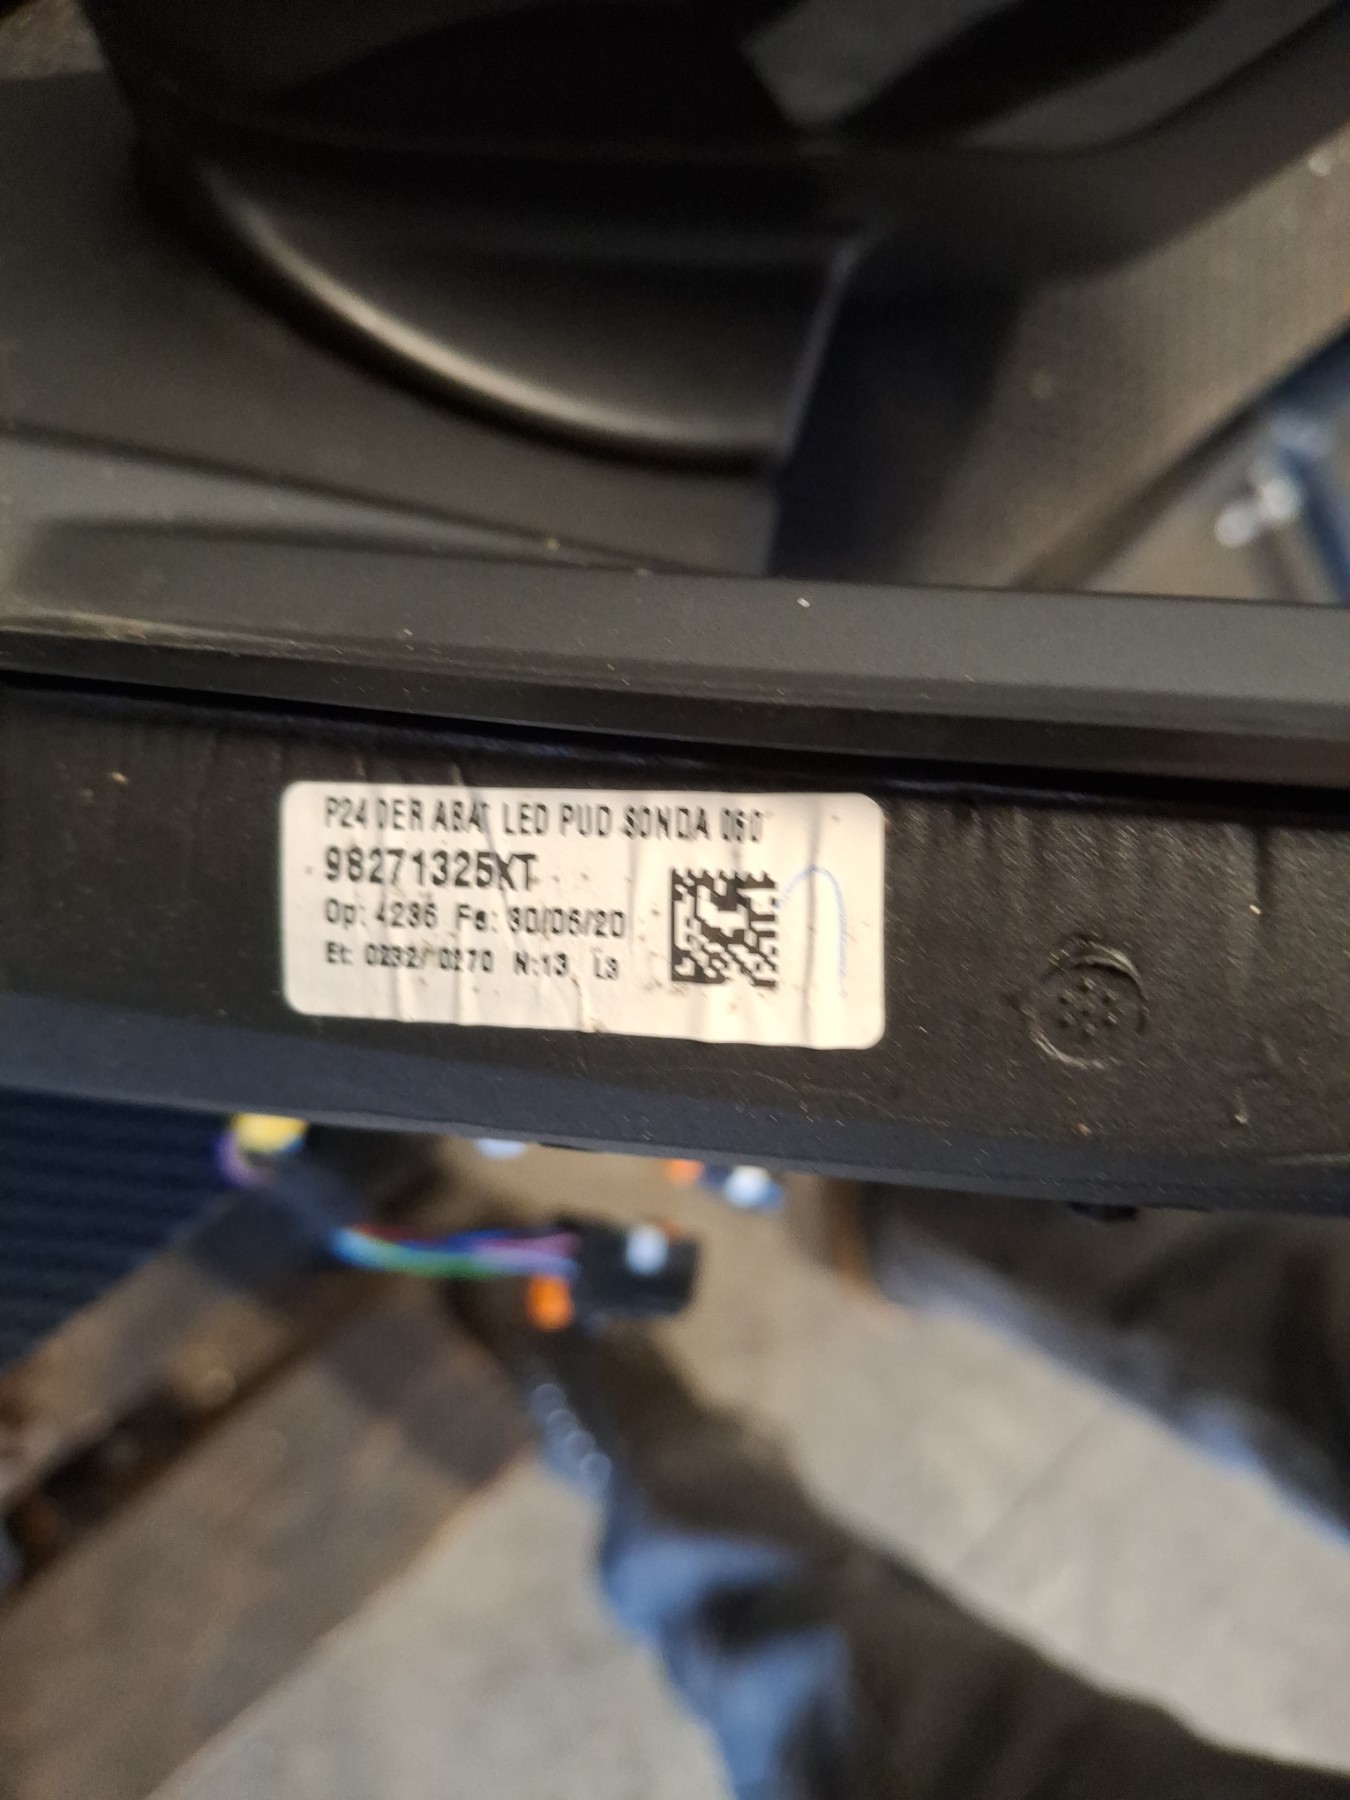 P24 DER ABAT LED PUD SONDA 060
98271325XT
Op: 4236 Fe: 30/06/20
Et: 0232/ 0270 N:13 L3